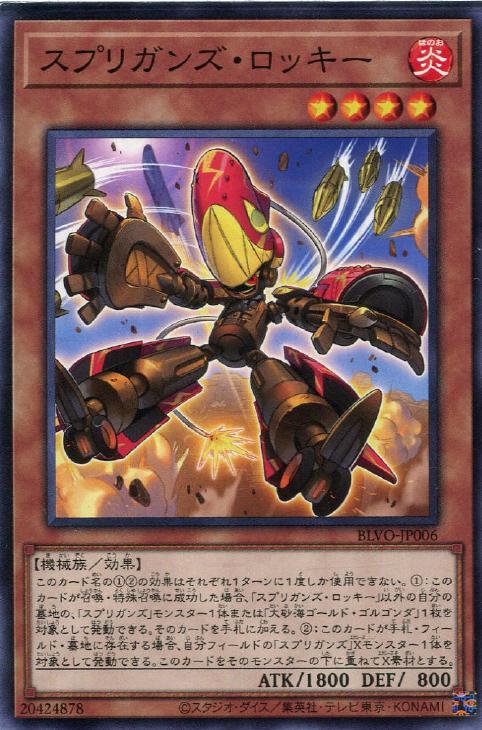 スプリガンズ・ロッキー
ほのお
炎
BLVO-JP006
【機械族/効果】
このカード名の①②の効果はそれぞれ1ターンに1度しか使用できない。①:この
カードが召喚・特殊召喚に成功した場合、「スプリガンズ・ロッキー」以外の自分の
墓地の、「スプリガンズ」モンスター1体または「大砂海ゴールド・ゴルゴンダ」1枚を
対象として発動できる。そのカードを手札に加える。②:このカードが手札・フィー
ルド・墓地に存在する場合、自分フィールドの「スプリガンズ」Xモンスター1体を
対象として発動できる。このカードをそのモンスターの下に重ねてX素材とする。
ATK/1800 DEF/ 800
20424878
©スタジオ・ダイス/集英社・テレビ東京・KONAMI